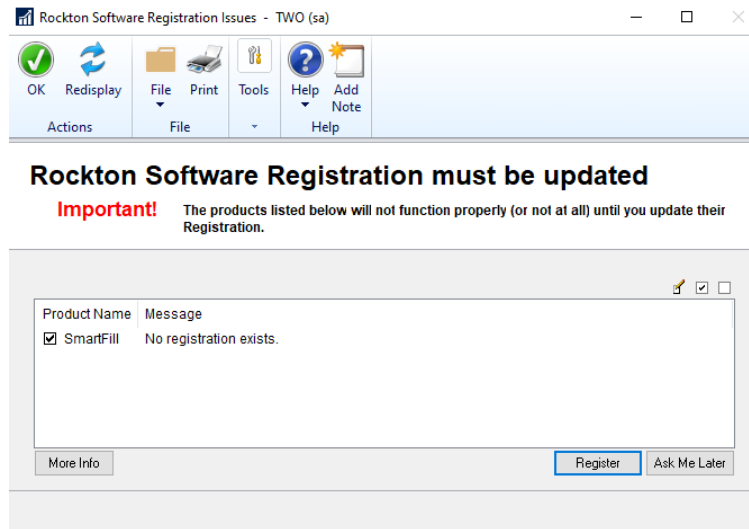 Rockton Software Registration Issues - TWO (sa)
OK Redisplay File Print Tools Help Add Note
Actions File Help
Rockton Software Registration must be updated
Important! The products listed below will not function properly (or not at all) until you update their
Registration.
Product Name Message
SmartFill No registration exists.
More Info Register Ask Me Later